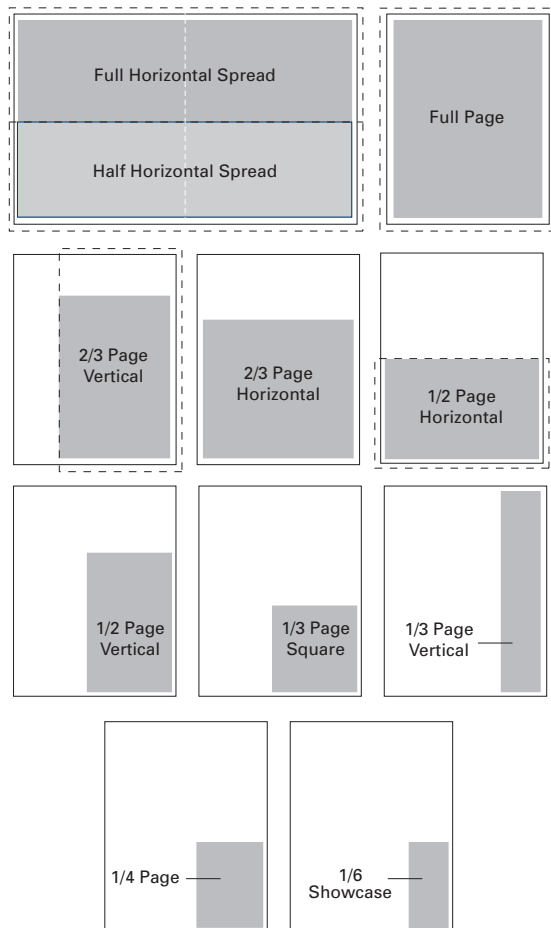 Full Horizontal Spread
Half Horizontal Spread
Full Page
2/3 Page
Vertical
2/3 Page
Horizontal
1/2 Page
Horizontal
1/2 Page
Vertical
1/3 Page
Square
1/3 Page
Vertical
1/4 Page
1/6
Showcase